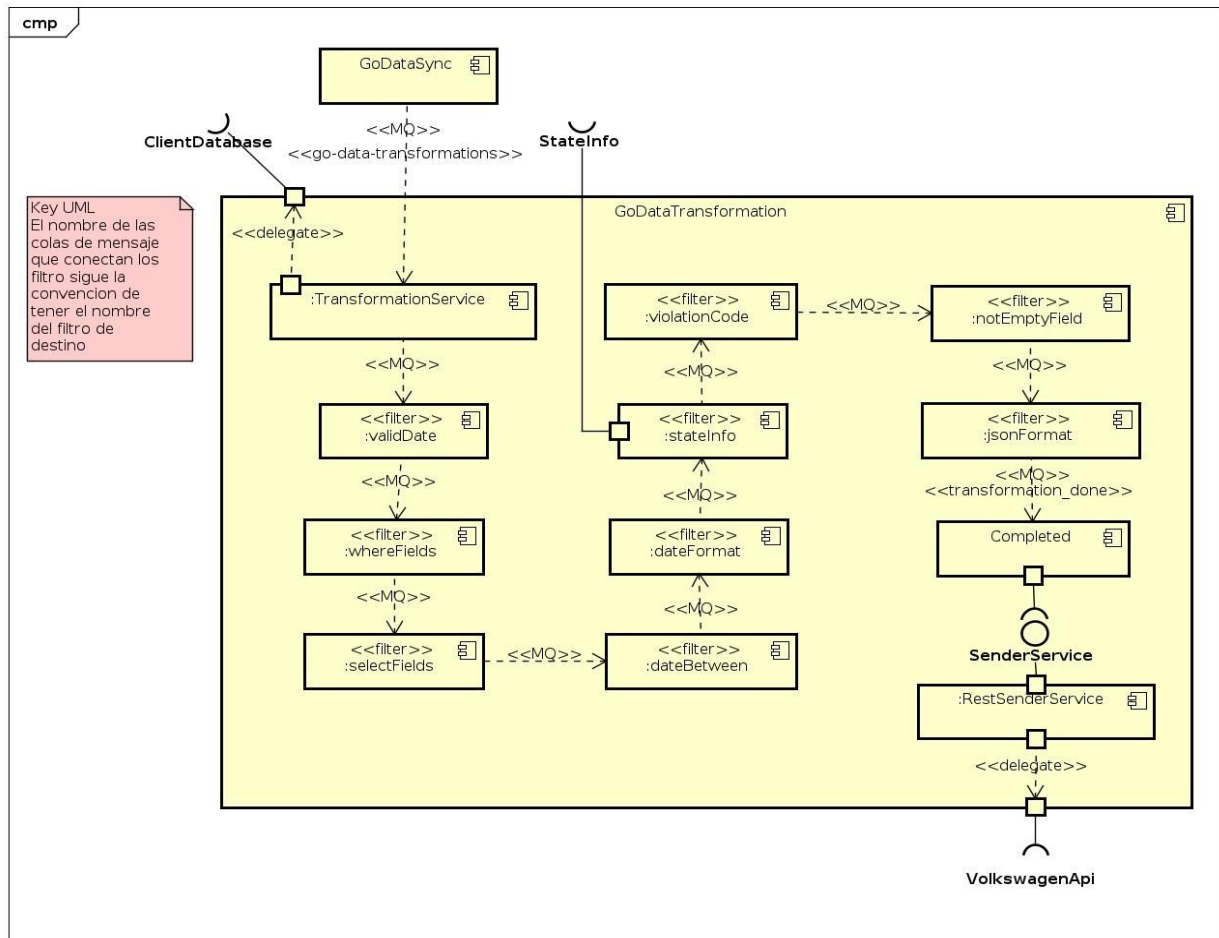 cmp
GoDataSync
<<MQ>>
<<go-data-transformations>>
ClientDatabase
StateInfo
Key UML
El nombre de las
colas de mensaje
que conectan los
filtro sigue la
convencion de
tener el nombre
del filtro de
destino
GoDataTransformation
<<delegate>>
:TransformationService
<<MQ>>
<<filter>>
:validDate
<<MQ>>
<<filter>>
:whereFields
<<MQ>>
<<filter>>
:selectFields
<<MQ>>
<<filter>>
:dateBetween
<<MQ>>
<<filter>>
:dateFormat
<<MQ>>
<<filter>>
:stateInfo
<<MQ>>
<<filter>>
:violationCode
<<MQ>>
<<filter>>
:notEmptyField
<<MQ>>
<<filter>>
:jsonFormat
<<MQ>>
<<transformation_done>>
Completed
SenderService
:RestSenderService
<<delegate>>
VolkswagenApi